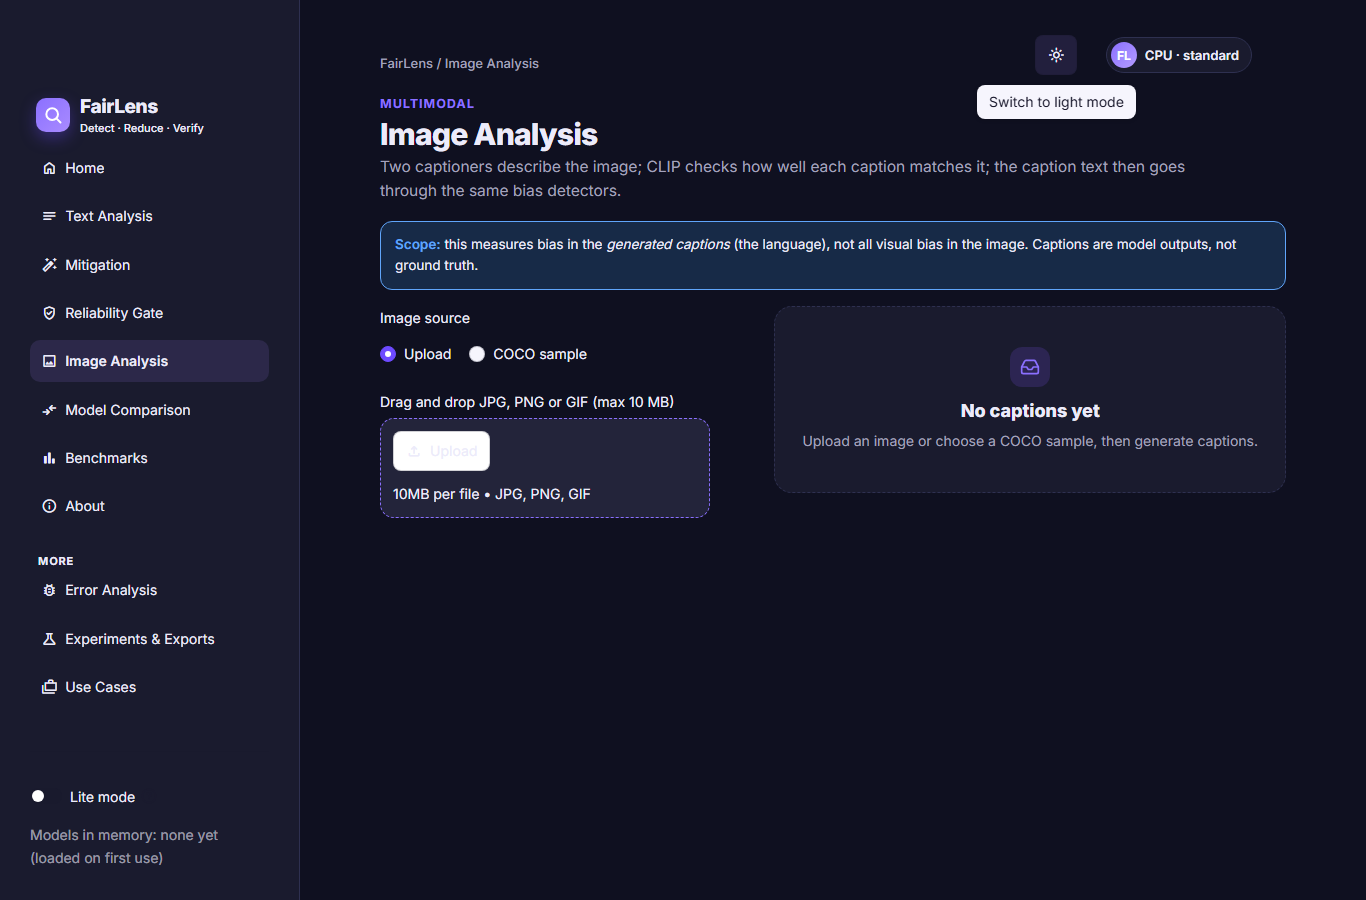 FairLens
Detect · Reduce · Verify
Home
Text Analysis
Mitigation
Reliability Gate
Image Analysis
Model Comparison
Benchmarks
About
MORE
Error Analysis
Experiments & Exports
Use Cases
Lite mode
Models in memory: none yet
(loaded on first use)
FairLens / Image Analysis
FL CPU · standard
Switch to light mode
MULTIMODAL
Image Analysis
Two captioners describe the image; CLIP checks how well each caption matches it; the caption text then goes
through the same bias detectors.
Scope: this measures bias in the generated captions (the language), not all visual bias in the image. Captions are model outputs, not
ground truth.
Image source
Upload
COCO sample
Drag and drop JPG, PNG or GIF (max 10 MB)
Upload
10MB per file • JPG, PNG, GIF
No captions yet
Upload an image or choose a COCO sample, then generate captions.